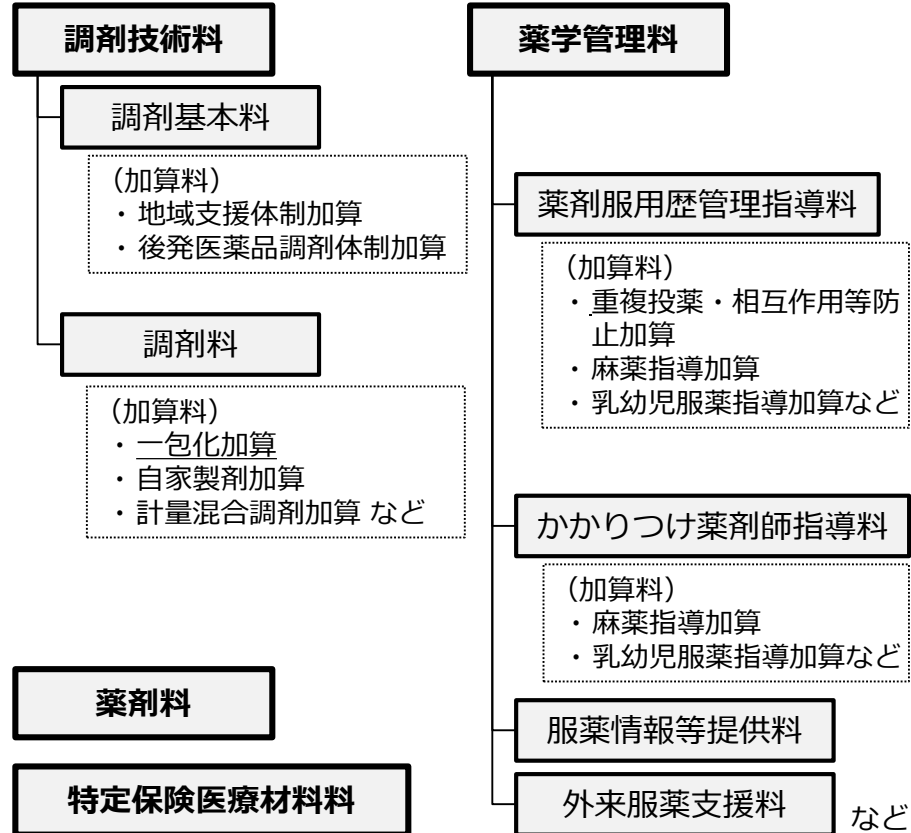 調剤技術料
調剤基本料
（加算料）
・地域支援体制加算
・後発医薬品調剤体制加算
調剤料
（加算料）
・一包化加算
・自家製剤加算
・計量混合調剤加算 など
薬剤料
特定保険医療材料料
薬学管理料
薬剤服用歴管理指導料
（加算料）
・重複投薬・相互作用等防
止加算
・麻薬指導加算
・乳幼児服薬指導加算など
かかりつけ薬剤師指導料
（加算料）
・麻薬指導加算
・乳幼児服薬指導加算など
服薬情報等提供料
外来服薬支援料
など